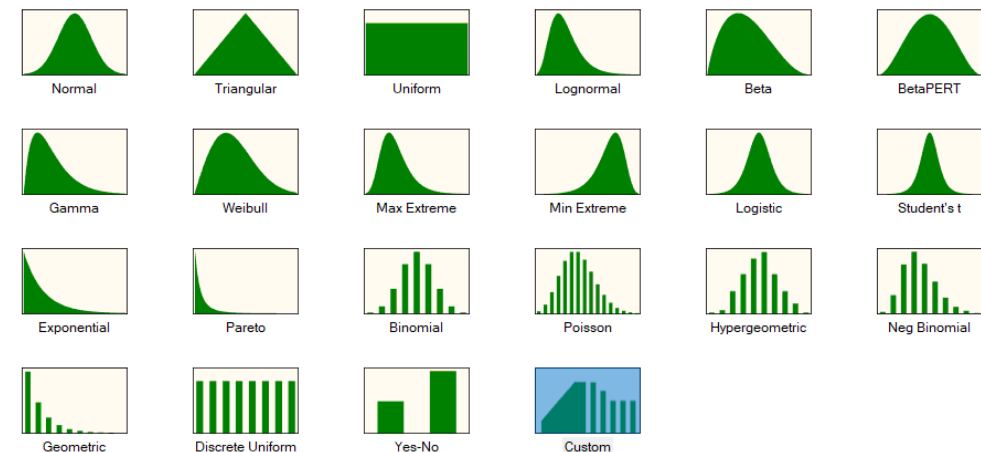 Normal
Triangular
Uniform
Lognormal
Beta
BetaPERT
Gamma
Weibull
Max Extreme
Min Extreme
Logistic
Student's t
Exponential
Pareto
Binomial
Poisson
Hypergeometric
Neg Binomial
Geometric
Discrete Uniform
Yes-No
Custom